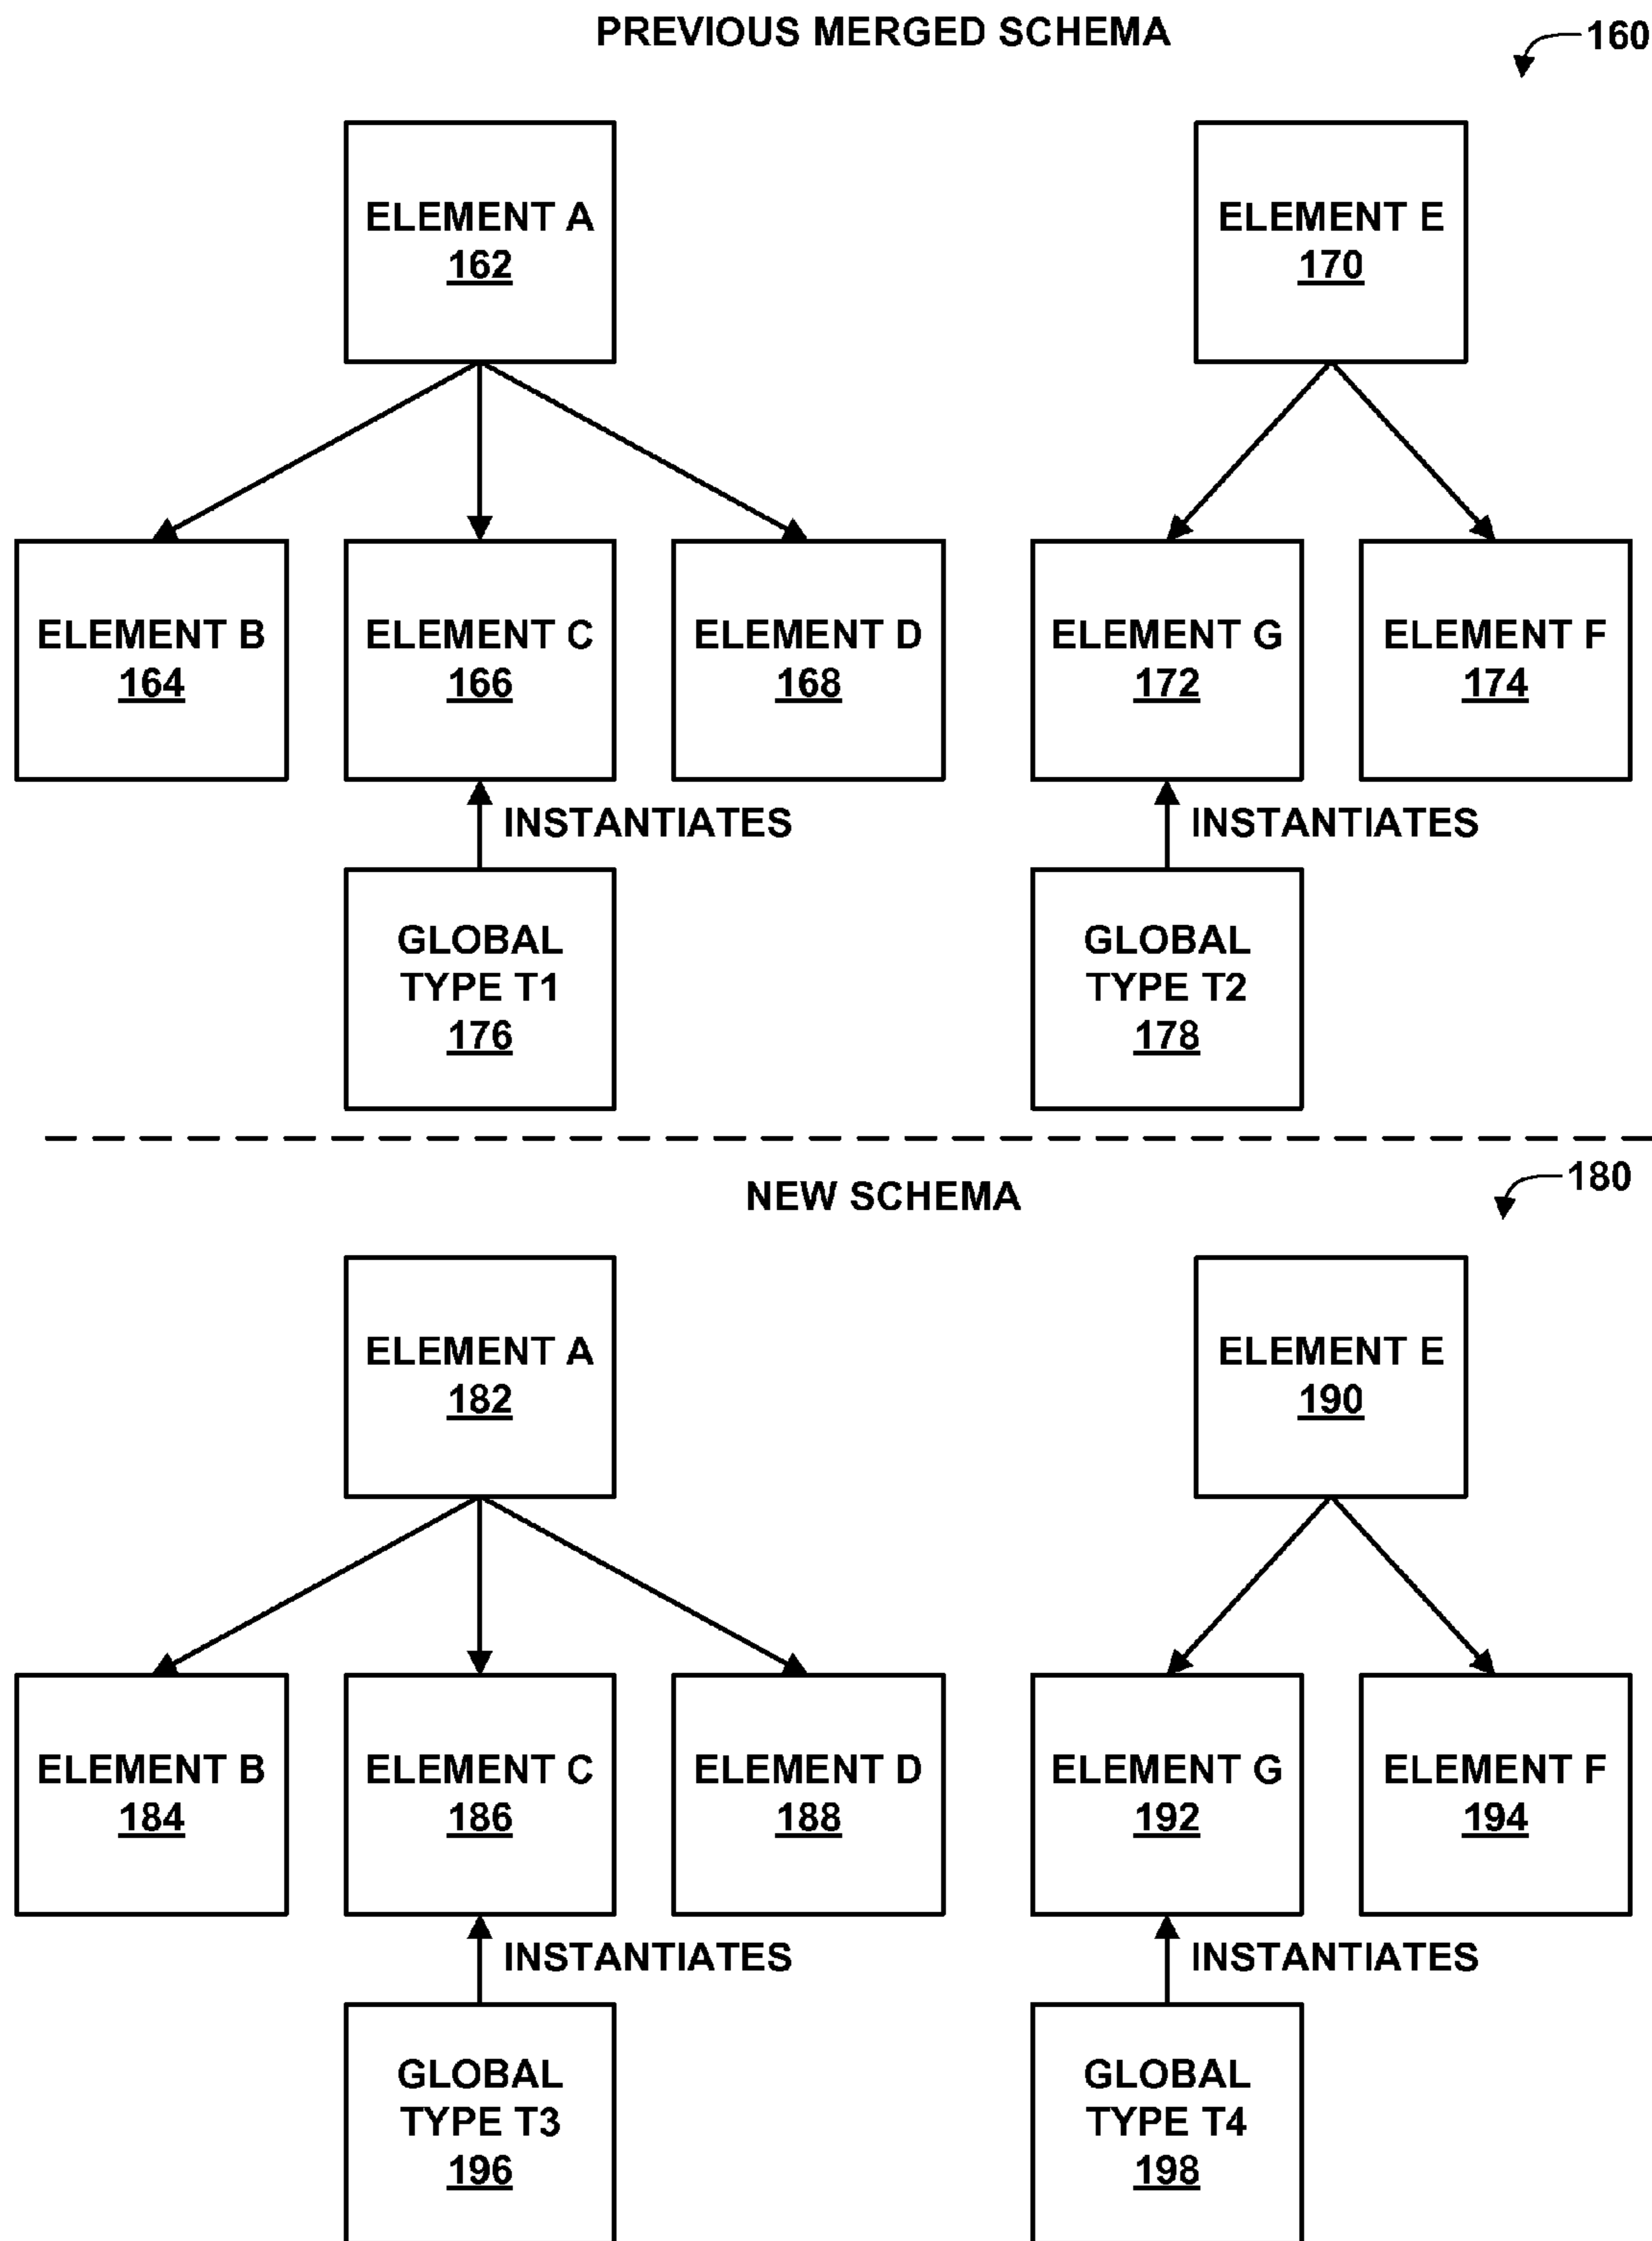 PREVIOUS MERGED SCHEMA
160
ELEMENT A
162
ELEMENT E
170
ELEMENT B
164
ELEMENT C
166
ELEMENT D
168
ELEMENT G
172
ELEMENT F
174
INSTANTIATES
INSTANTIATES
GLOBAL
TYPE T1
176
GLOBAL
TYPE T2
178
180
NEW SCHEMA
ELEMENT A
182
ELEMENT E
190
ELEMENT B
184
ELEMENT C
186
ELEMENT D
188
ELEMENT G
192
ELEMENT F
194
INSTANTIATES
INSTANTIATES
GLOBAL
TYPE T3
196
GLOBAL
TYPE T4
198